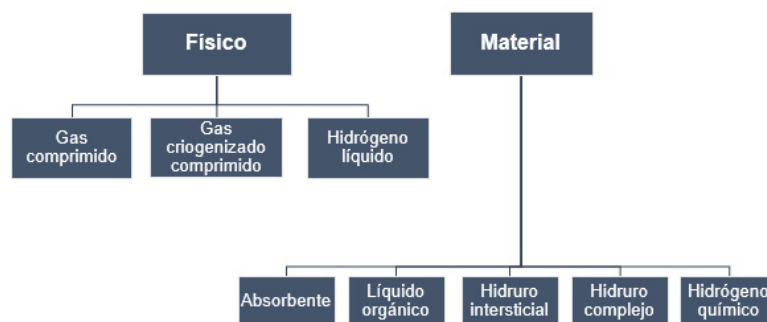 Físico
Material
Gas
comprimido
Gas
criogenizado
comprimido
Hidrógeno
líquido
Absorbente
Líquido
orgánico
Hidruro
intersticial
Hidruro
complejo
Hidrógeno
químico